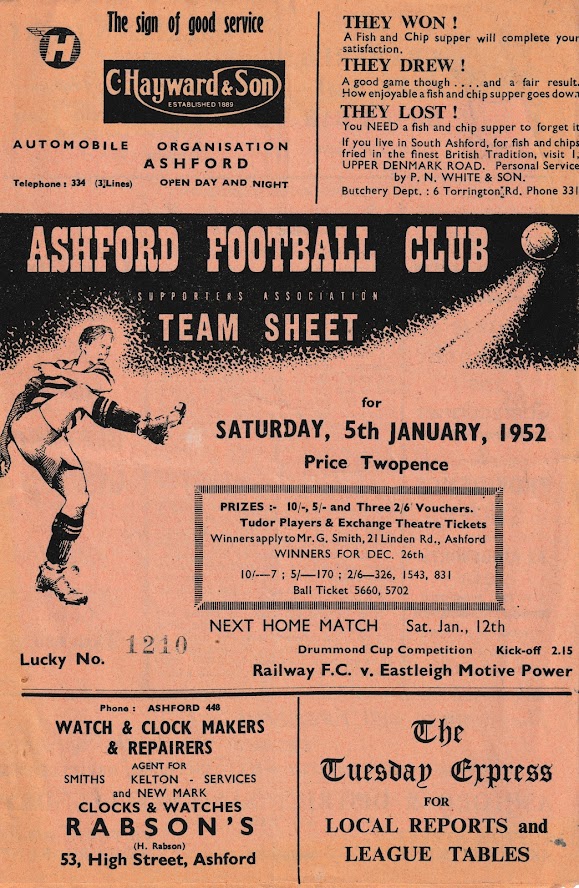 H
The sign of good service
C. Hayward & Son
ESTABLISHED 1889
AUTOMOBILE ORGANISATION
ASHFORD
Telephone : 334 (3 Lines) OPEN DAY AND NIGHT
THEY WON !
A Fish and Chip supper will complete your
satisfaction.
THEY DREW !
A good game though . . . . and a fair result.
How enjoyable a fish and chip supper goes down
THEY LOST !
You NEED a fish and chip supper to forget it
If you live in South Ashford, for fish and chips
fried in the finest British Tradition, visit 1,
UPPER DENMARK ROAD. Personal Service
by P. N. WHITE & SON.
Butchery Dept. : 6 Torrington Rd. Phone 331
ASHFORD FOOTBALL CLUB
SUPPORTERS ASSOCIATION
TEAM SHEET
for
SATURDAY, 5th JANUARY, 1952
Price Twopence
PRIZES :- 10/-, 5/- and Three 2/6 Vouchers.
Tudor Players & Exchange Theatre Tickets
Winners apply to Mr. G. Smith, 21 Linden Rd., Ashford
WINNERS FOR DEC. 26th
10/—7 ; 5/—170 ; 2/6—326, 1543, 831
Ball Ticket 5660, 5702
NEXT HOME MATCH Sat. Jan., 12th
Drummond Cup Competition Kick-off 2.15
Railway F.C. v. Eastleigh Motive Power
Lucky No. 1210
Phone : ASHFORD 448
WATCH & CLOCK MAKERS
& REPAIRERS
AGENT FOR
SMITHS KELTON - SERVICES
and NEW MARK
CLOCKS & WATCHES
RABSON'S
(H. Rabson)
53, High Street, Ashford
The
Tuesday Express
FOR
LOCAL REPORTS and
LEAGUE TABLES